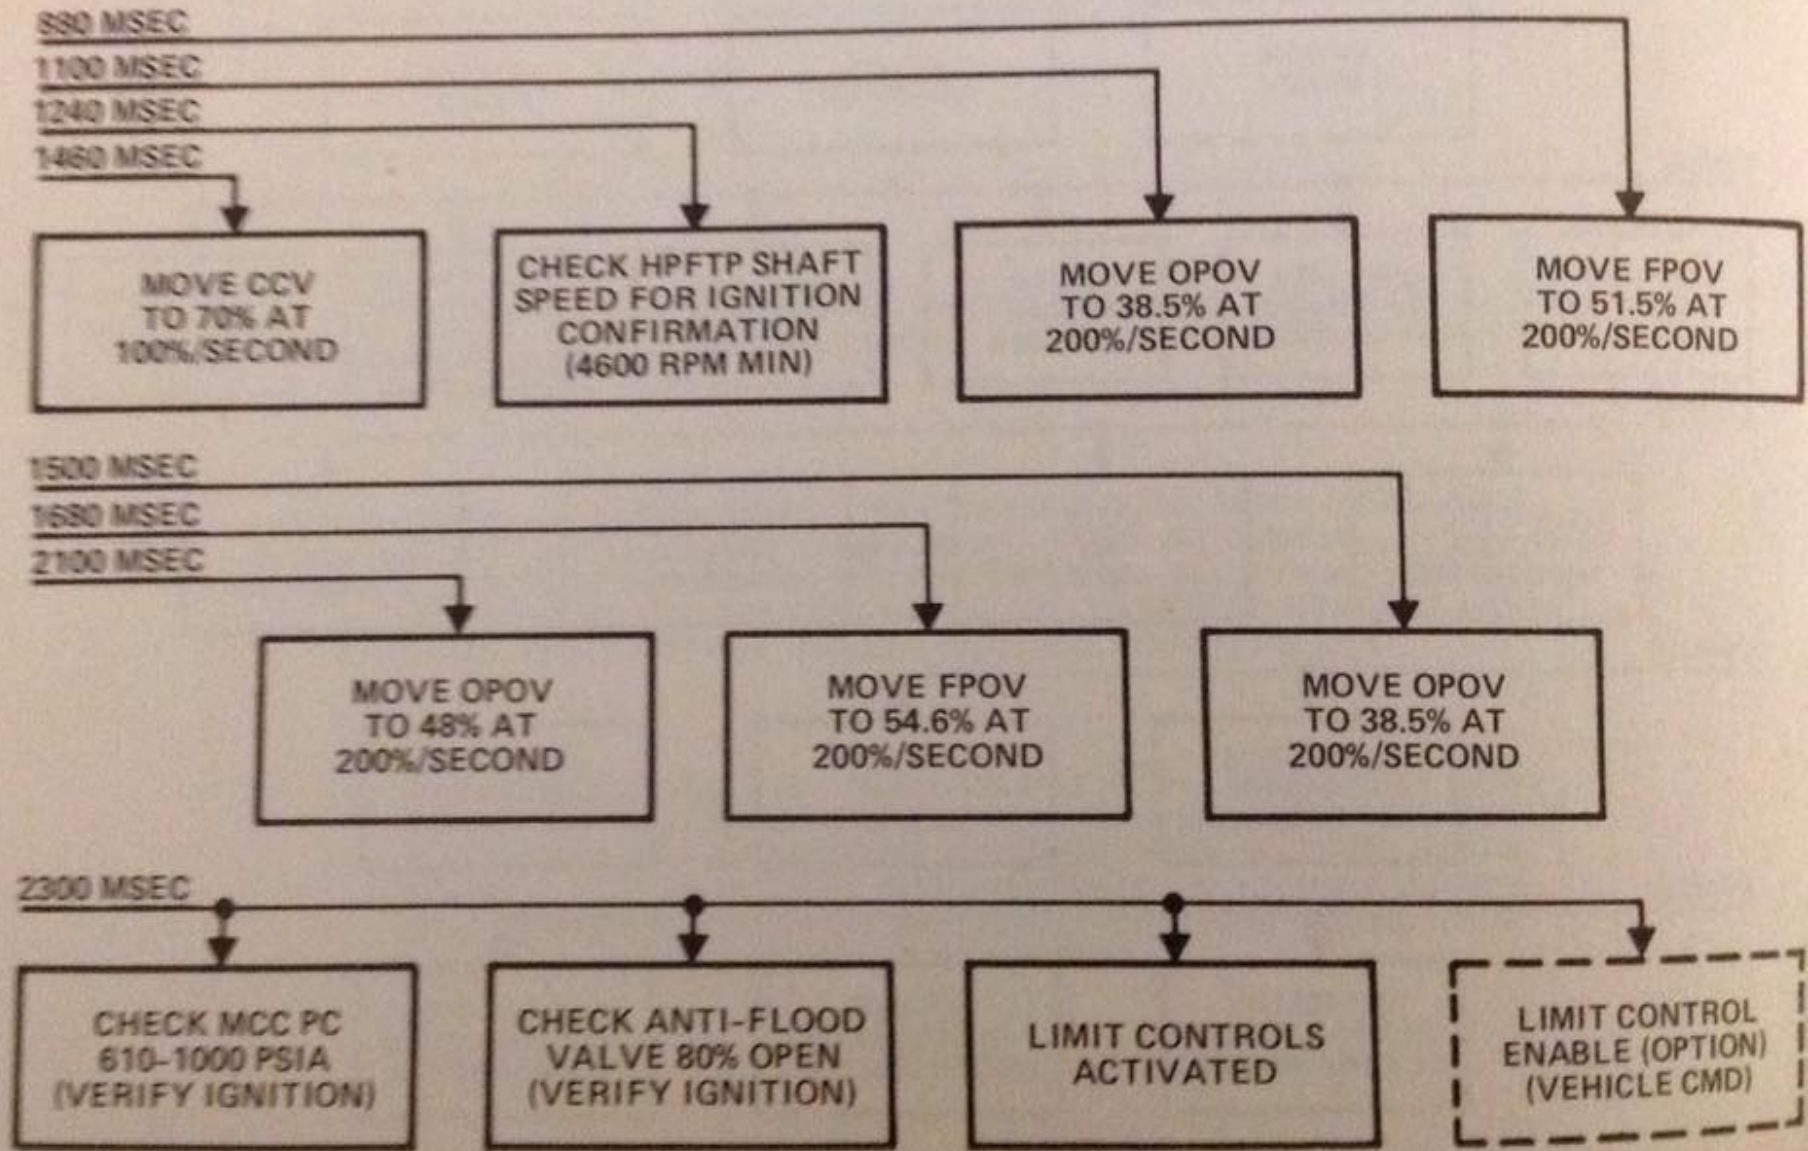 880 MSEC
1100 MSEC
1240 MSEC
1460 MSEC
MOVE CCV
TO 70% AT
100%/SECOND
CHECK HPFTP SHAFT
SPEED FOR IGNITION
CONFIRMATION
(4600 RPM MIN)
MOVE OPOV
TO 38.5% AT
200%/SECOND
MOVE FPOV
TO 51.5% AT
200%/SECOND
1500 MSEC
1680 MSEC
2100 MSEC
MOVE OPOV
TO 48% AT
200%/SECOND
MOVE FPOV
TO 54.6% AT
200%/SECOND
MOVE OPOV
TO 38.5% AT
200%/SECOND
2300 MSEC
CHECK MCC PC
610-1000 PSIA
(VERIFY IGNITION)
CHECK ANTI-FLOOD
VALVE 80% OPEN
(VERIFY IGNITION)
LIMIT CONTROLS
ACTIVATED
LIMIT CONTROL
ENABLE (OPTION)
(VEHICLE CMD)